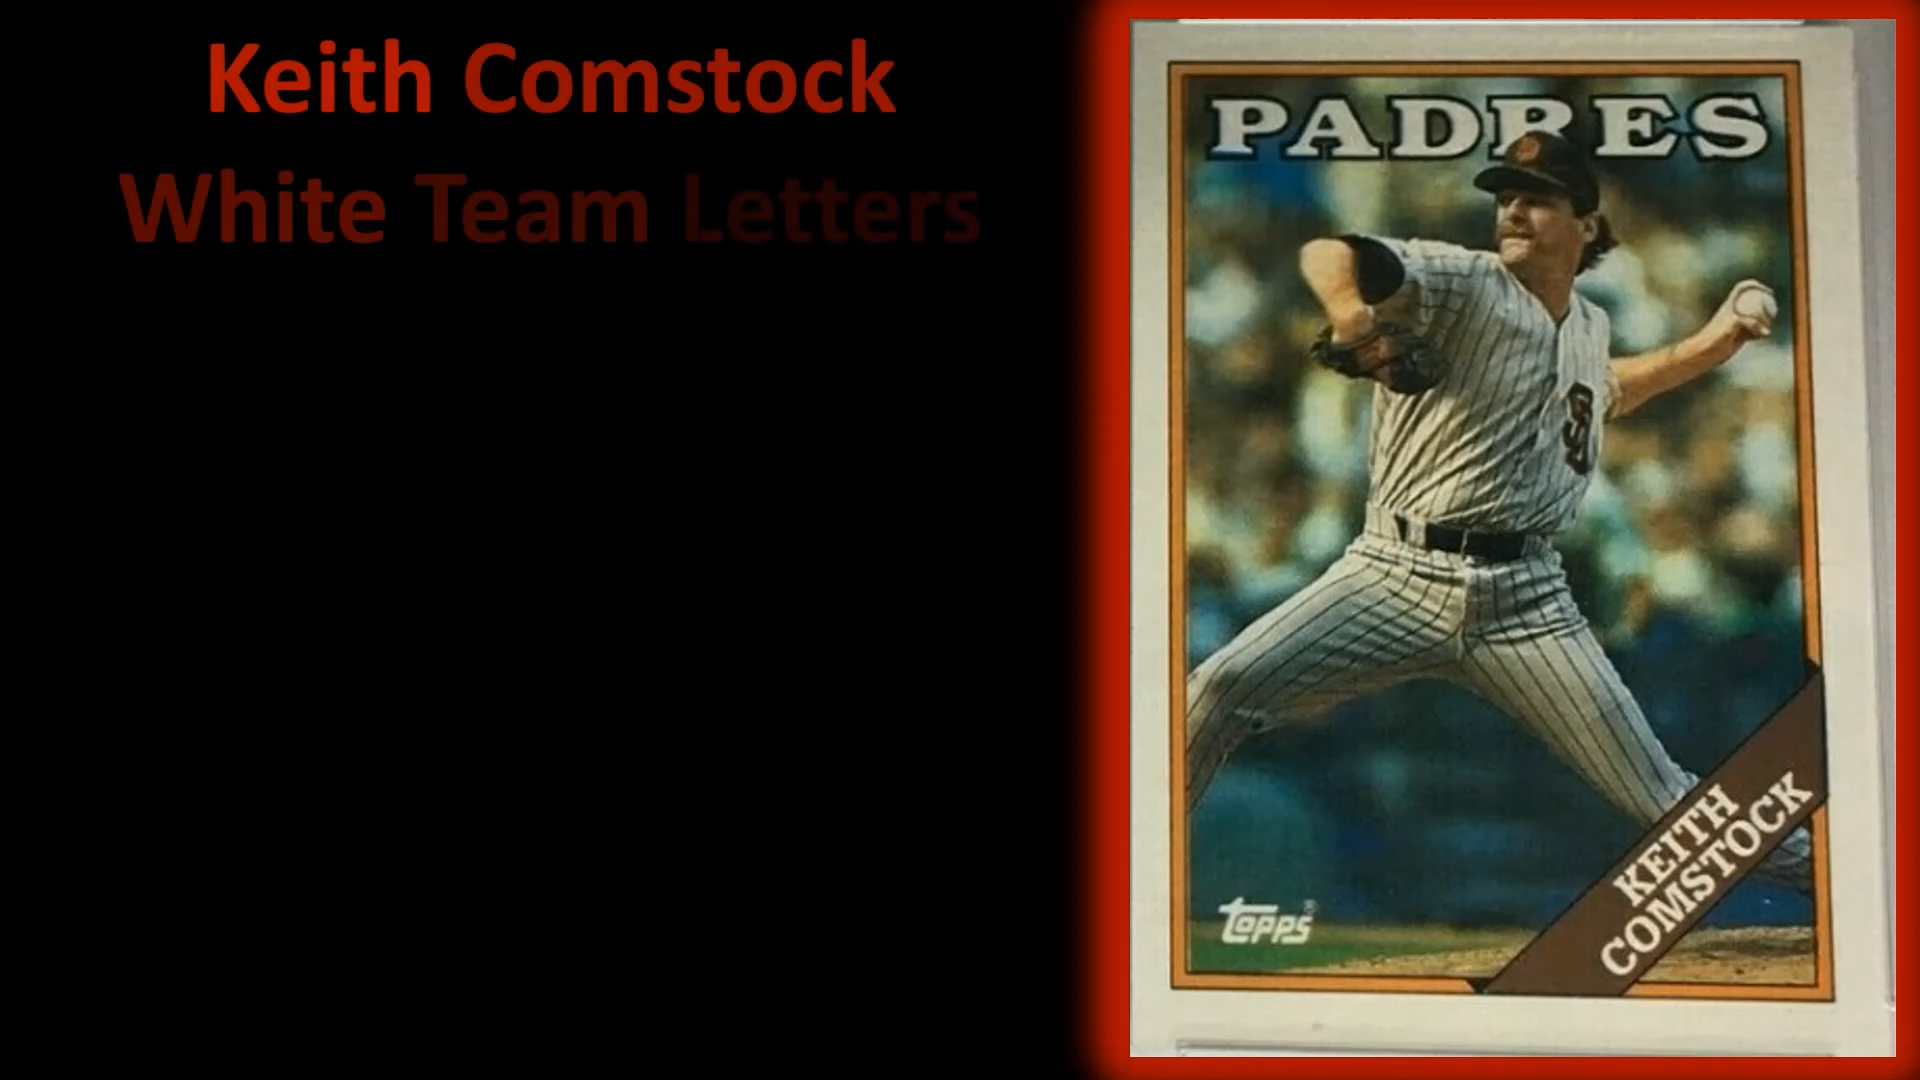 Keith Comstock
White Team Letters
PADRES
topps
KEITH
COMSTOCK